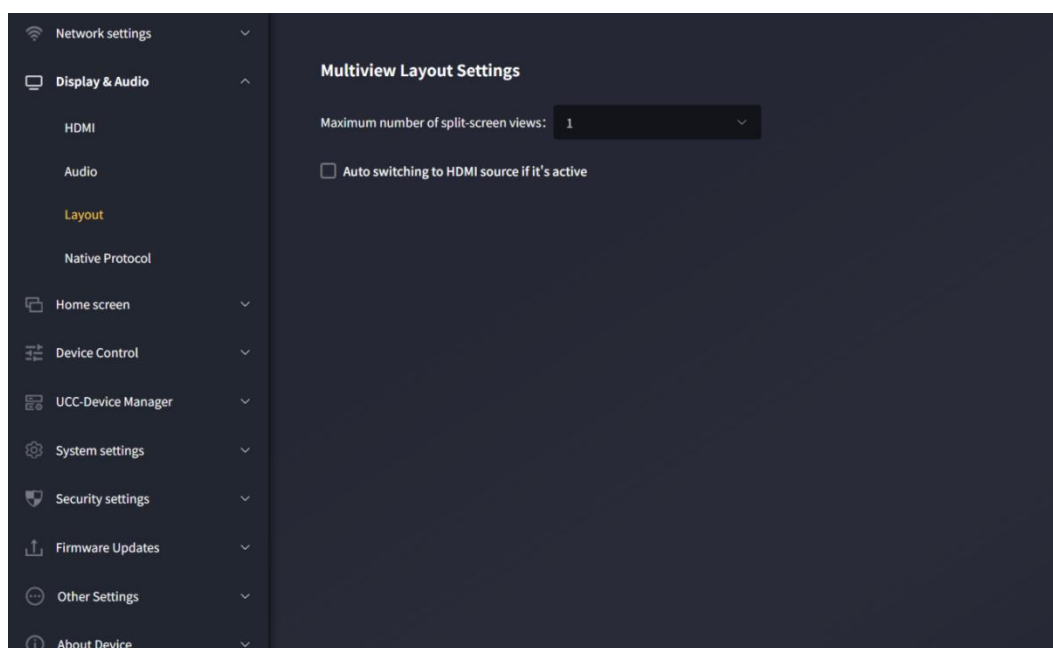 Network settings
Display & Audio
HDMI
Audio
Layout
Native Protocol
Home screen
Device Control
UCC-Device Manager
System settings
Security settings
Firmware Updates
Other Settings
About Device
Multiview Layout Settings
Maximum number of split-screen views: 1
Auto switching to HDMI source if it's active